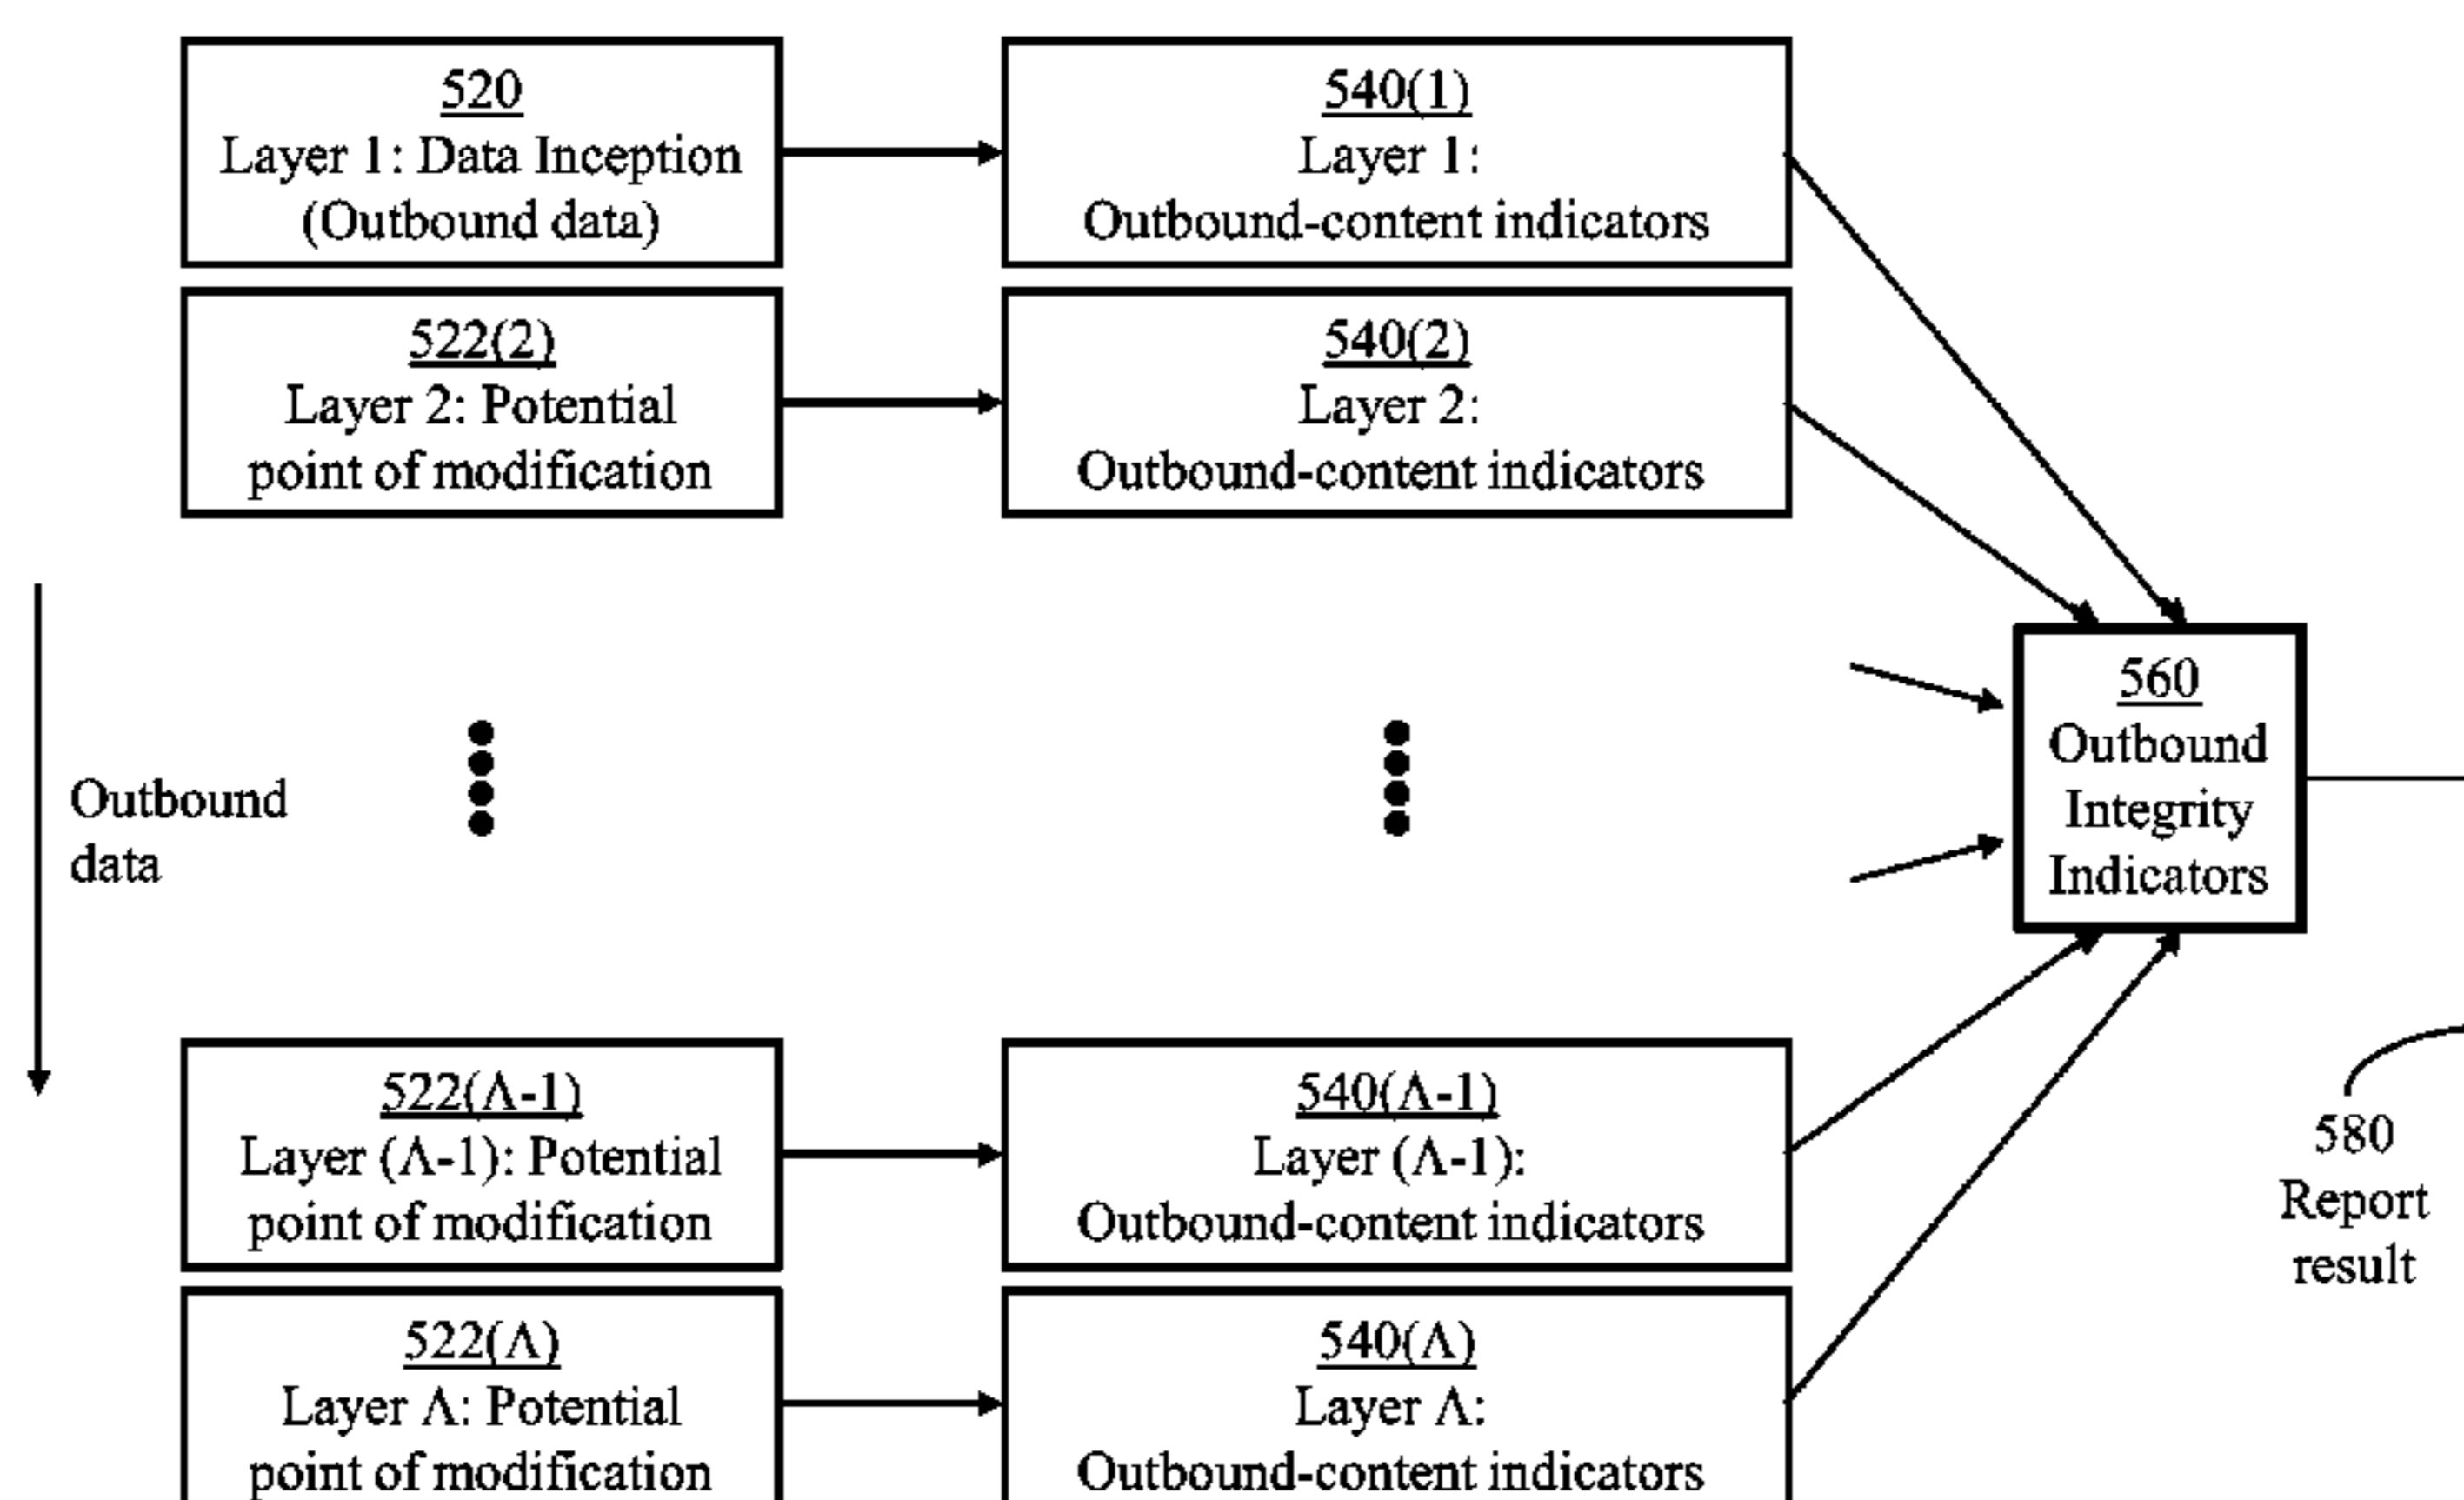 520
Layer 1: Data Inception
(Outbound data)
540(1)
Layer 1:
Outbound-content indicators
522(2)
Layer 2: Potential
point of modification
540(2)
Layer 2:
Outbound-content indicators
Outbound
data
560
Outbound
Integrity
Indicators
522(Λ-1)
Layer (Λ-1): Potential
point of modification
540(Λ-1)
Layer (Λ-1):
Outbound-content indicators
580
Report
result
522(Λ)
Layer Λ: Potential
point of modification
540(Λ)
Layer Λ:
Outbound-content indicators